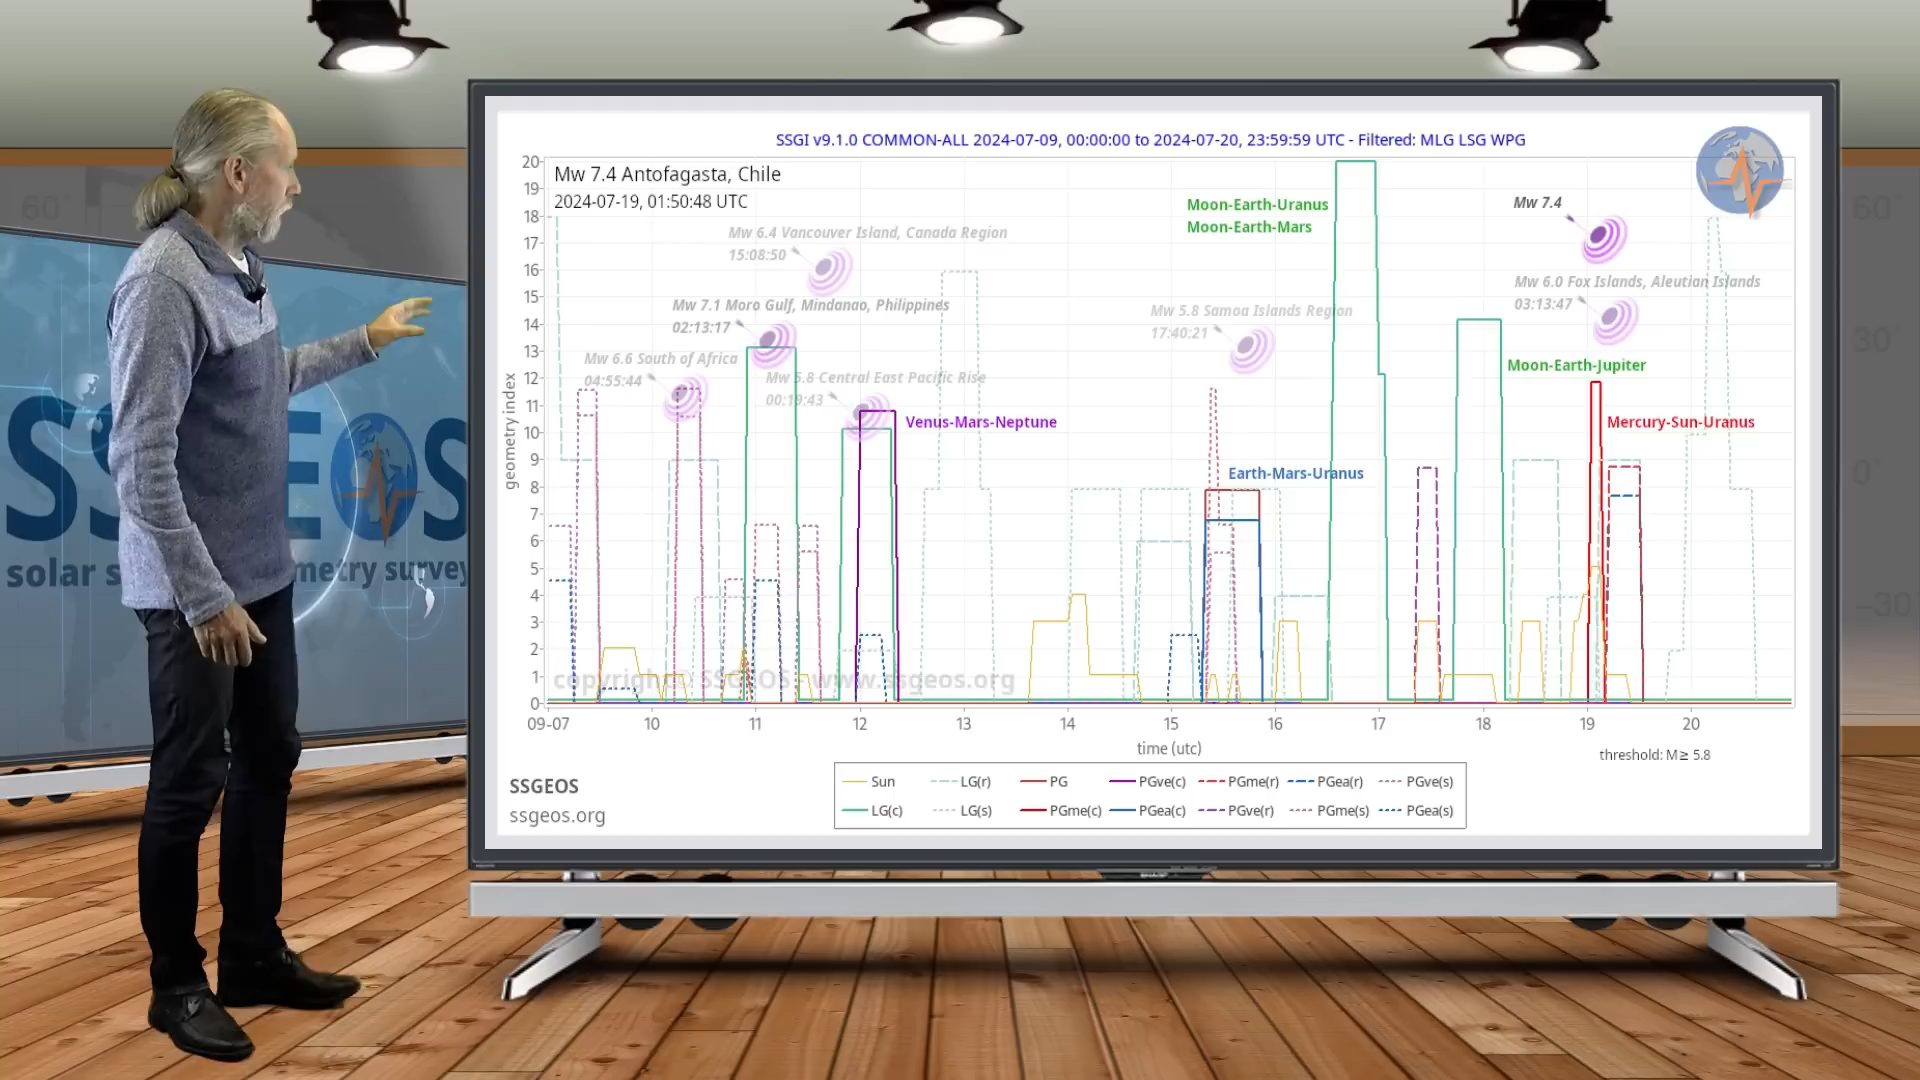 SSGI v9.1.0 COMMON-ALL 2024-07-09, 00:00:00 to 2024-07-20, 23:59:59 UTC - Filtered: MLG LSG WPG
Mw 7.4 Antofagasta, Chile
2024-07-19, 01:50:48 UTC
Moon-Earth-Uranus
Moon-Earth-Mars
Mw 7.4
Mw 6.4 Vancouver Island, Canada Region
15:08:50
Mw 6.0 Fox Islands, Aleutian Islands
03:13:47
Mw 7.1 Moro Gulf, Mindanao, Philippines
02:13:17
Mw 5.8 Samoa Islands Region
17:40:21
Mw 6.6 South of Africa
04:55:44
Mw 5.8 Central East Pacific Rise
00:19:43
Moon-Earth-Jupiter
Venus-Mars-Neptune
Mercury-Sun-Uranus
Earth-Mars-Uranus
geometry index
20
19
18
17
16
15
14
13
12
11
10
9
8
7
6
5
4
3
2
1
0
copyright © SSGEOS - www.ssgeos.org
09-07 10 11 12 13 14 15 16 17 18 19 20
time (utc)
threshold: M≥ 5.8
Sun LG(r) PG PGve(c) PGme(r) PGea(r) PGve(s)
LG(c) LG(s) PGme(c) PGea(c) PGve(r) PGme(s) PGea(s)
SSGEOS
ssgeos.org
60°
60°
30°
0°
-30°